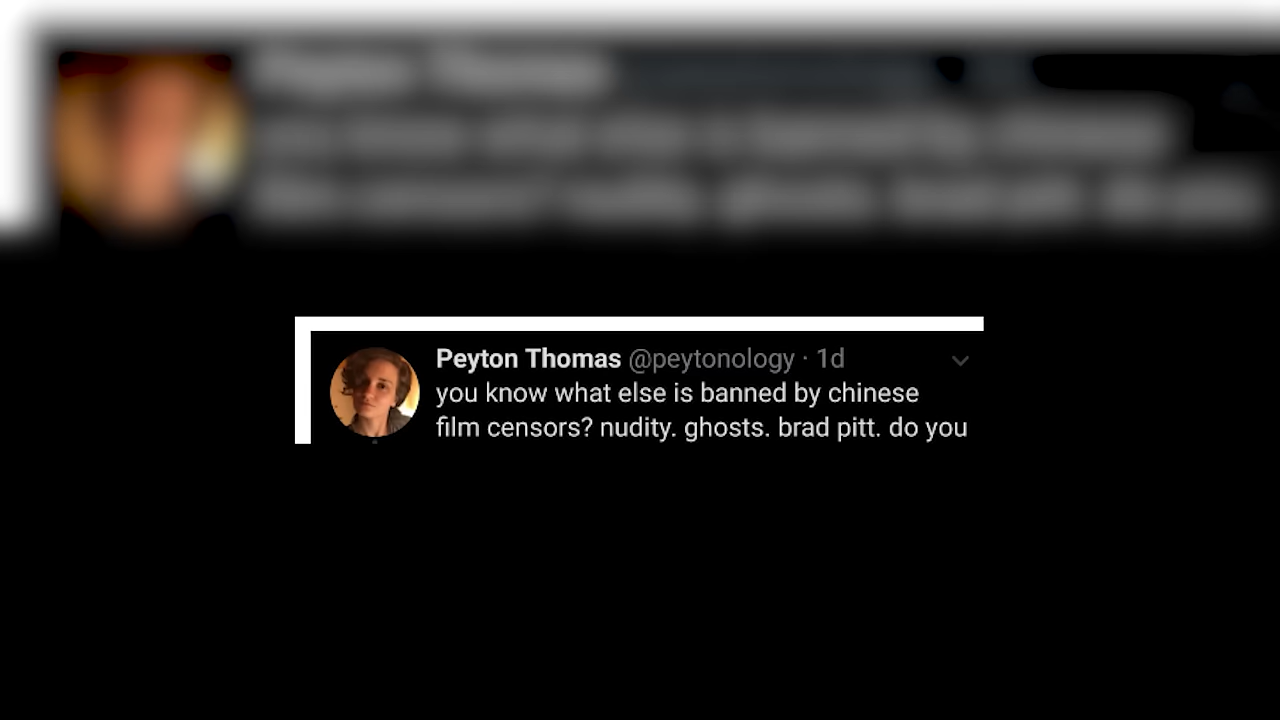 Peyton Thomas @peytonology · 1d
you know what else is banned by chinese
film censors? nudity. ghosts. brad pitt. do you